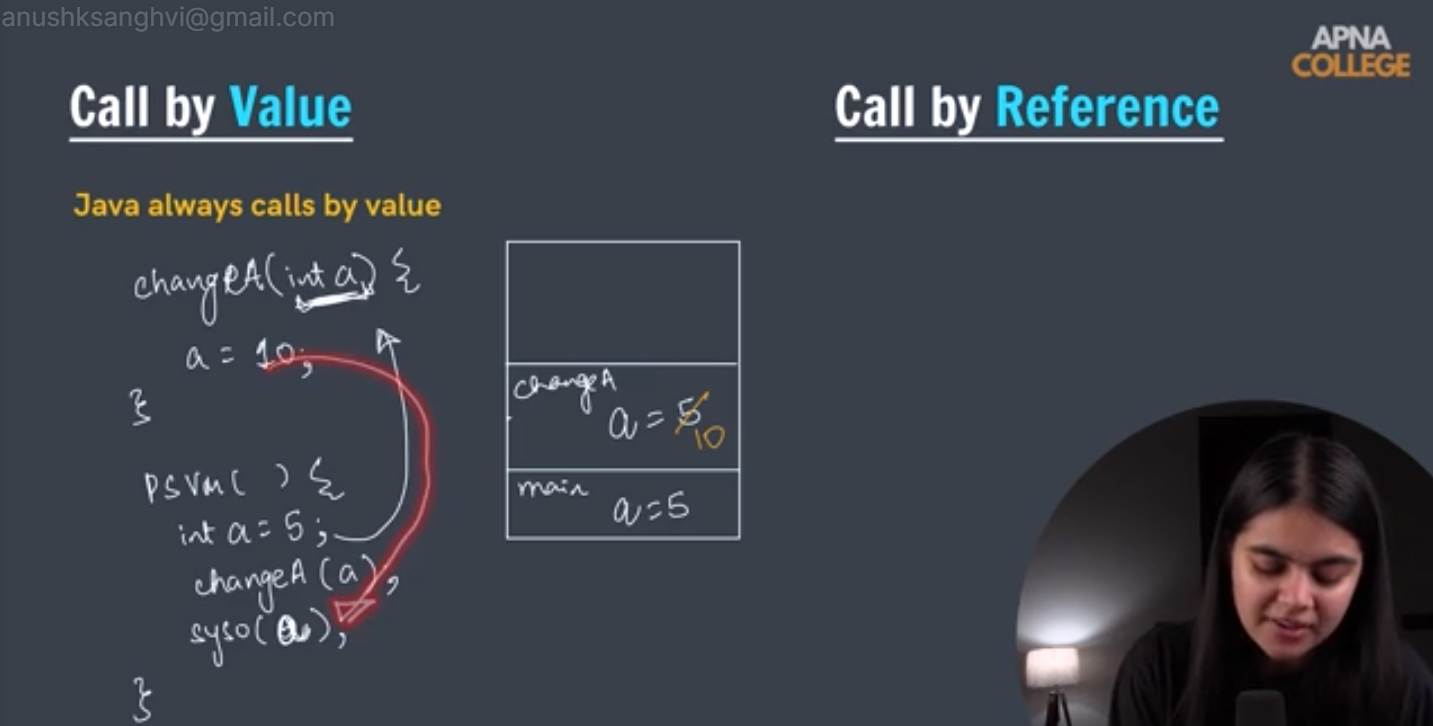 anushksanghvi@gmail.com
APNA
COLLEGE
Call by Value
Call by Reference
Java always calls by value
changeA(int a) {
a = 10;
}
PSVM( ) {
int a = 5;
changeA (a);
syso(a);
}
changeA
a = 5
10
main
a=5